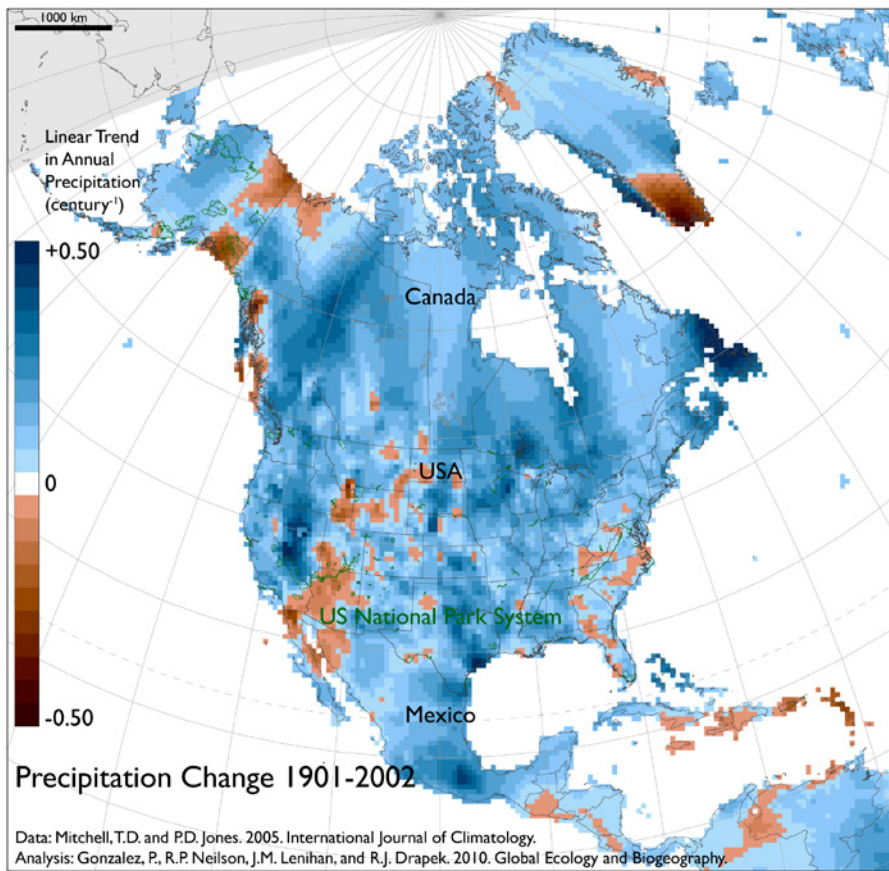 1000 km
Linear Trend
in Annual
Precipitation
(century⁻¹)
+0.50
0
-0.50
Canada
USA
US National Park System
Mexico
Precipitation Change 1901-2002
Data: Mitchell, T.D. and P.D. Jones. 2005. International Journal of Climatology.
Analysis: Gonzalez, P., R.P. Neilson, J.M. Lenihan, and R.J. Drapek. 2010. Global Ecology and Biogeography.